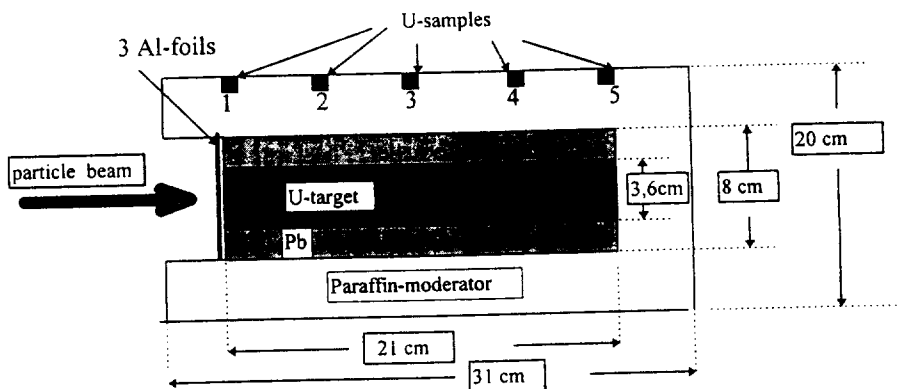 U-samples
3 Al-foils
1 2 3 4 5
particle beam
U-target
Pb
Paraffin-moderator
3,6cm
8 cm
20 cm
21 cm
31 cm